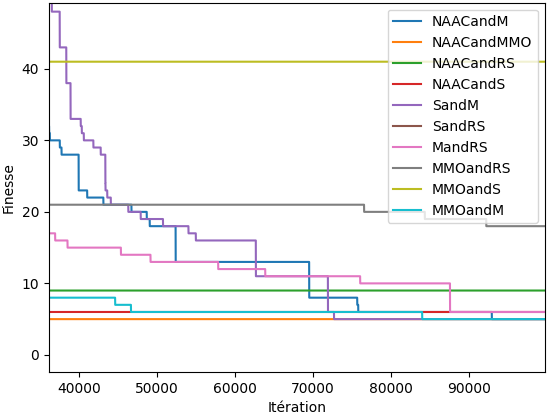 NAACandM
NAACandMMO
NAACandRS
NAACandS
SandM
SandRS
MandRS
MMOandRS
MMOandS
MMOandM
Finesse
40
30
20
10
0
40000 50000 60000 70000 80000 90000
Itération